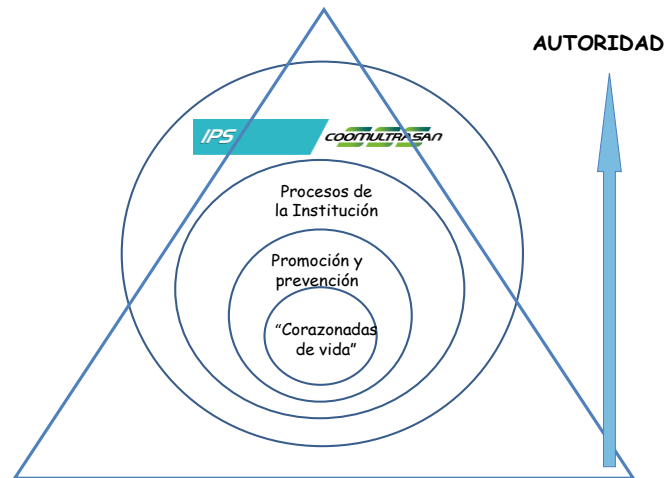 AUTORIDAD
IPS COOMULTRASAN
Procesos de
la Institución
Promoción y
prevención
“Corazonadas
de vida”